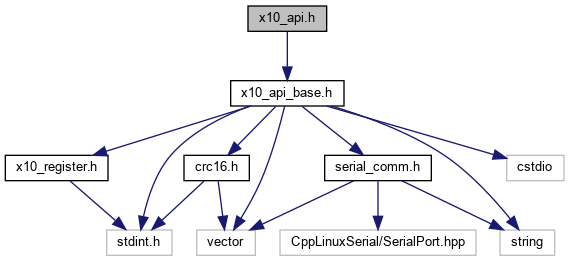 x10_api.h
x10_api_base.h
x10_register.h
crc16.h
serial_comm.h
cstdio
stdint.h
vector
CppLinuxSerial/SerialPort.hpp
string